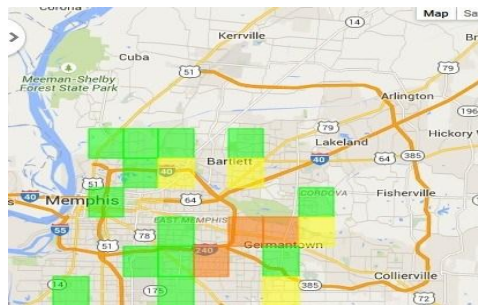 Corona
Kerrville
14
Map
Sa
Cuba
51
79
Meeman-Shelby
Forest State Park
Arlington
196
79
Hickory
Lakeland
Bartlett
40
40
64
385
51
40
Memphis
64
CORDOVA
Fisherville
55
EAST MEMPHIS
78
51
240
Germantown
14
175
385
Collierville
72